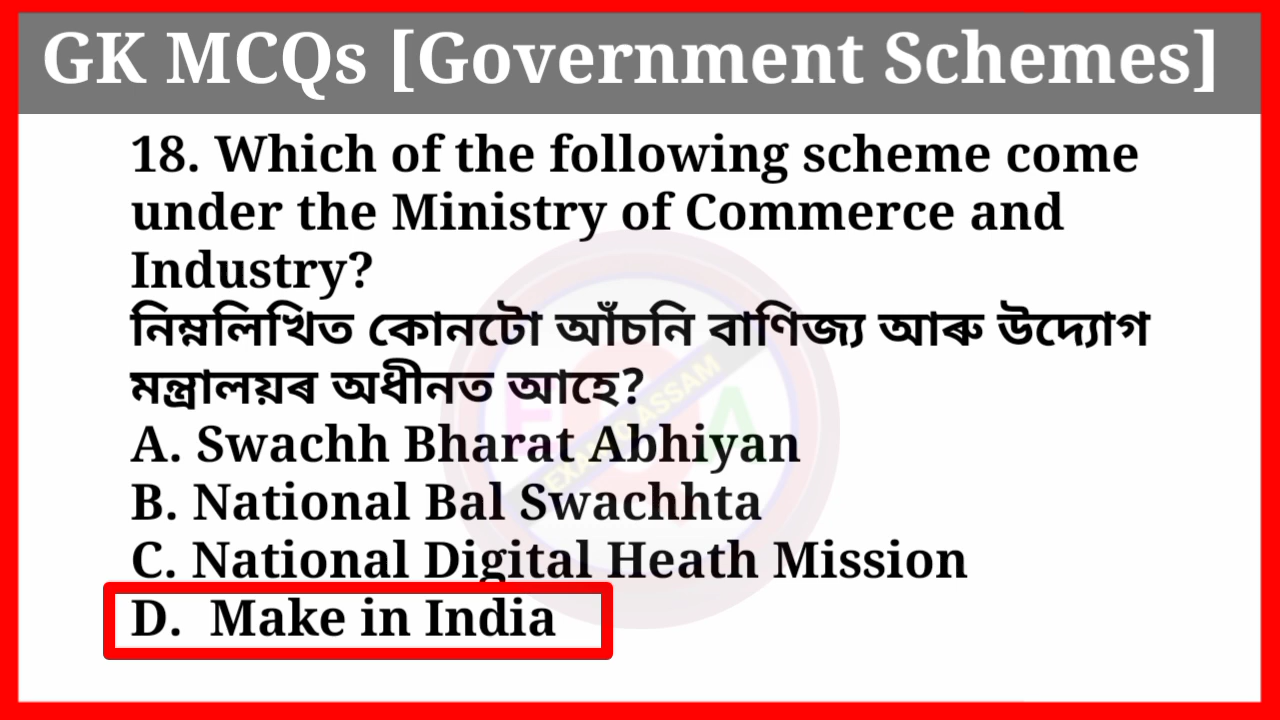 GK MCQs [Government Schemes]
18. Which of the following scheme come
under the Ministry of Commerce and
Industry?
নিম্নলিখিত কোনটো আঁচনি বাণিজ্য আৰু উদ্যোগ
মন্ত্ৰালয়ৰ অধীনত আহে?
A. Swachh Bharat Abhiyan
B. National Bal Swachhta
C. National Digital Heath Mission
D. Make in India